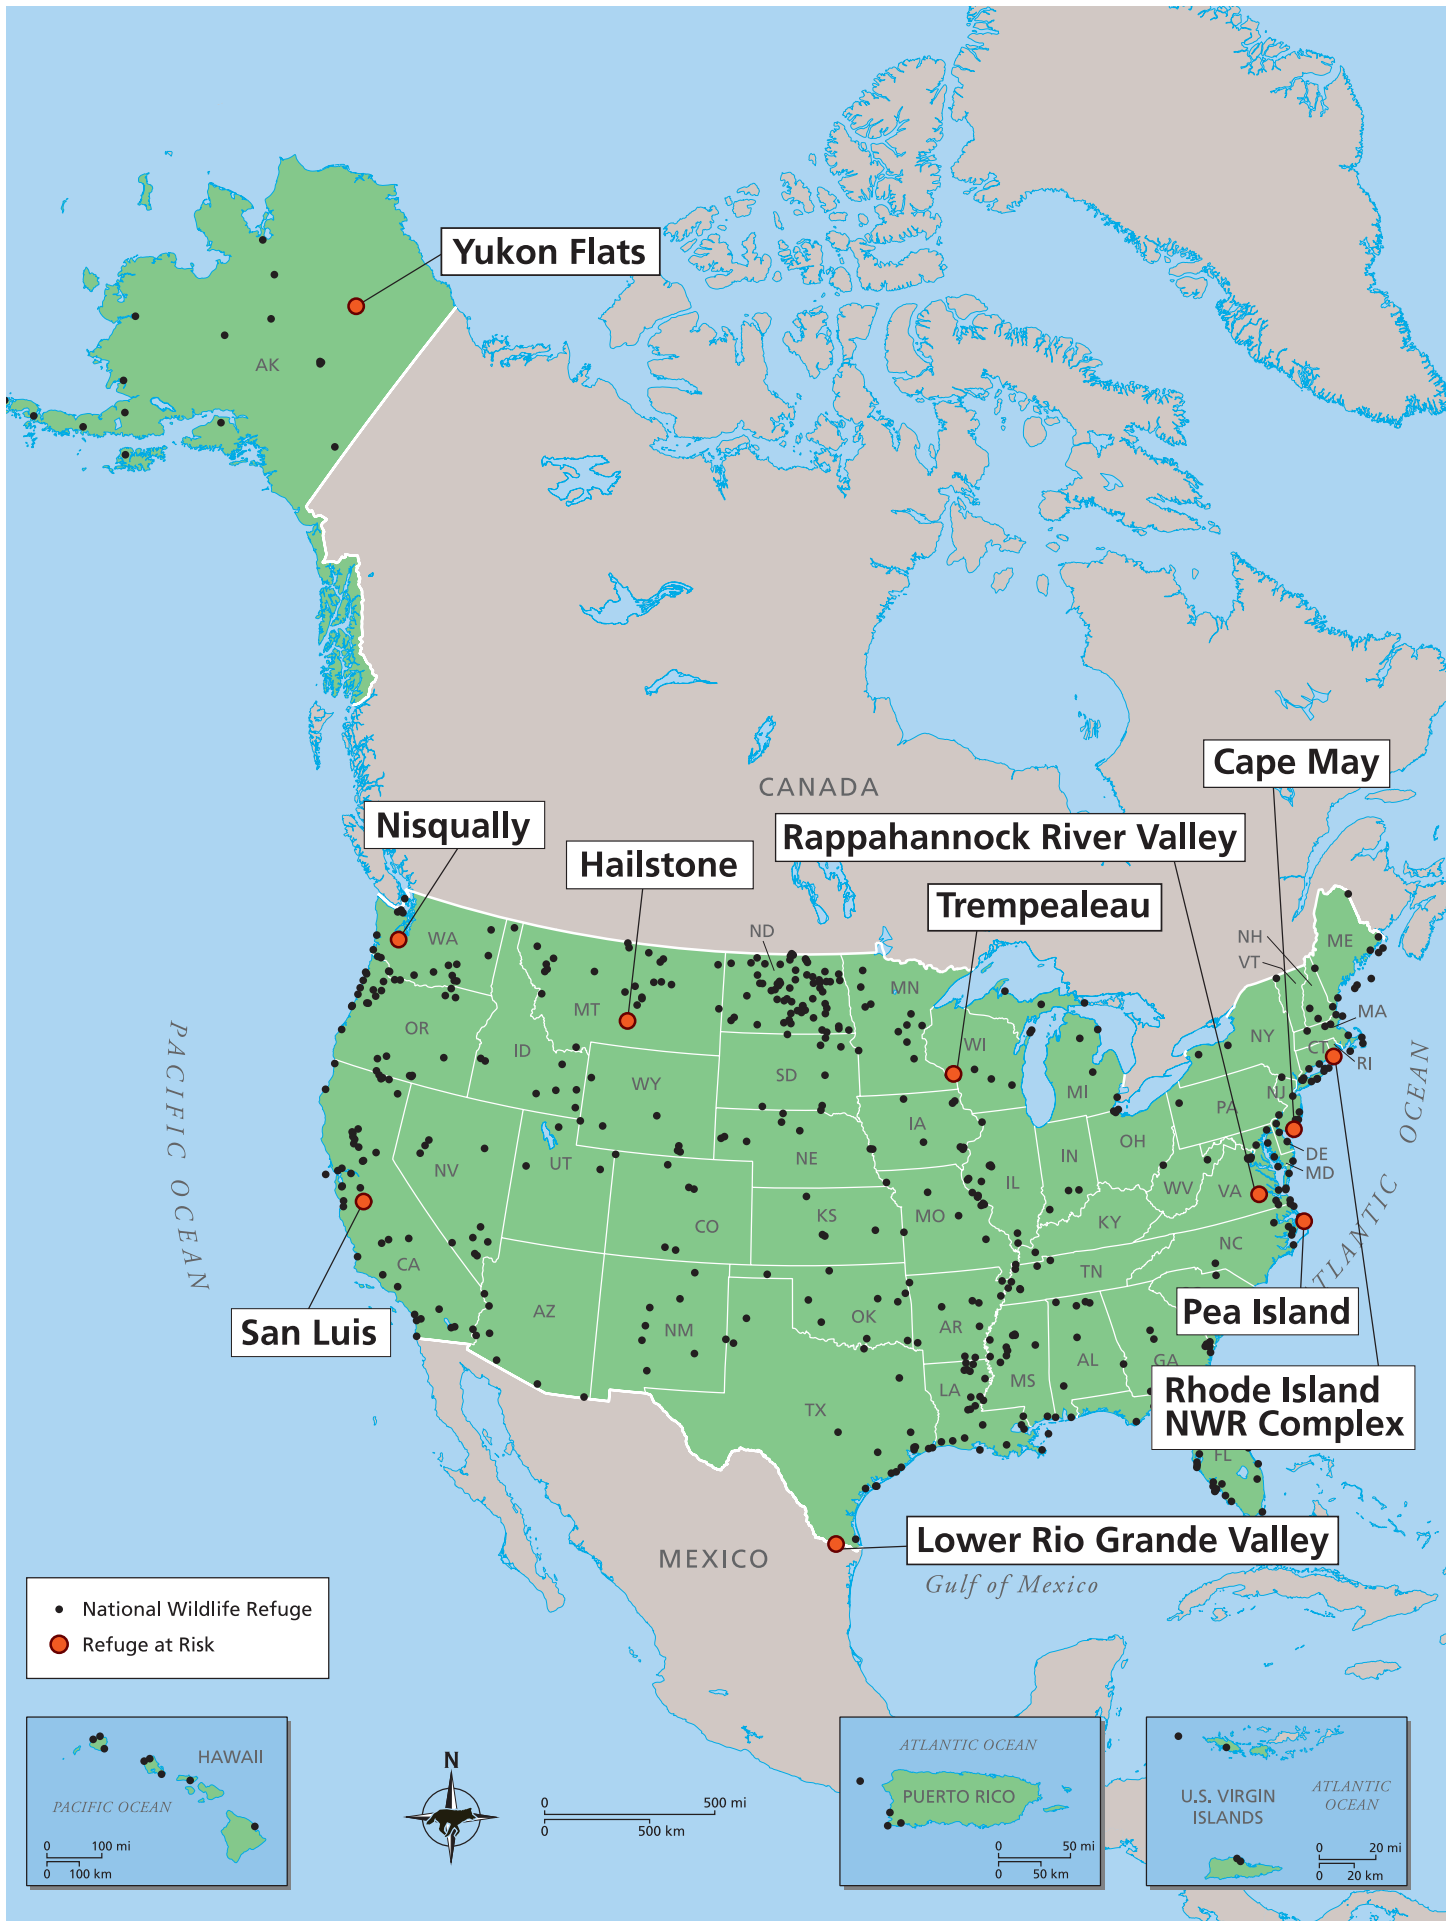 Yukon Flats
AK
Cape May
CANADA
Nisqually
Rappahannock River Valley
Hailstone
Trempealeau
ND
NH
VT
ME
WA
MT
MN
MA
OR
ID
WI
NY
CT
RI
WY
SD
MI
NJ
PA
IA
OH
DE
MD
NV
UT
NE
IN
IL
WV
VA
CO
KS
MO
KY
NC
CA
TN
PACIFIC OCEAN
ATLANTIC OCEAN
AZ
NM
OK
AR
Pea Island
San Luis
MS
AL
GA
LA
TX
Rhode Island
NWR Complex
FL
Lower Rio Grande Valley
MEXICO
Gulf of Mexico
National Wildlife Refuge
Refuge at Risk
HAWAII
PACIFIC OCEAN
0 100 mi
0 100 km
N
0 500 mi
0 500 km
ATLANTIC OCEAN
PUERTO RICO
0 50 mi
0 50 km
U.S. VIRGIN
ISLANDS
ATLANTIC
OCEAN
0 20 mi
0 20 km